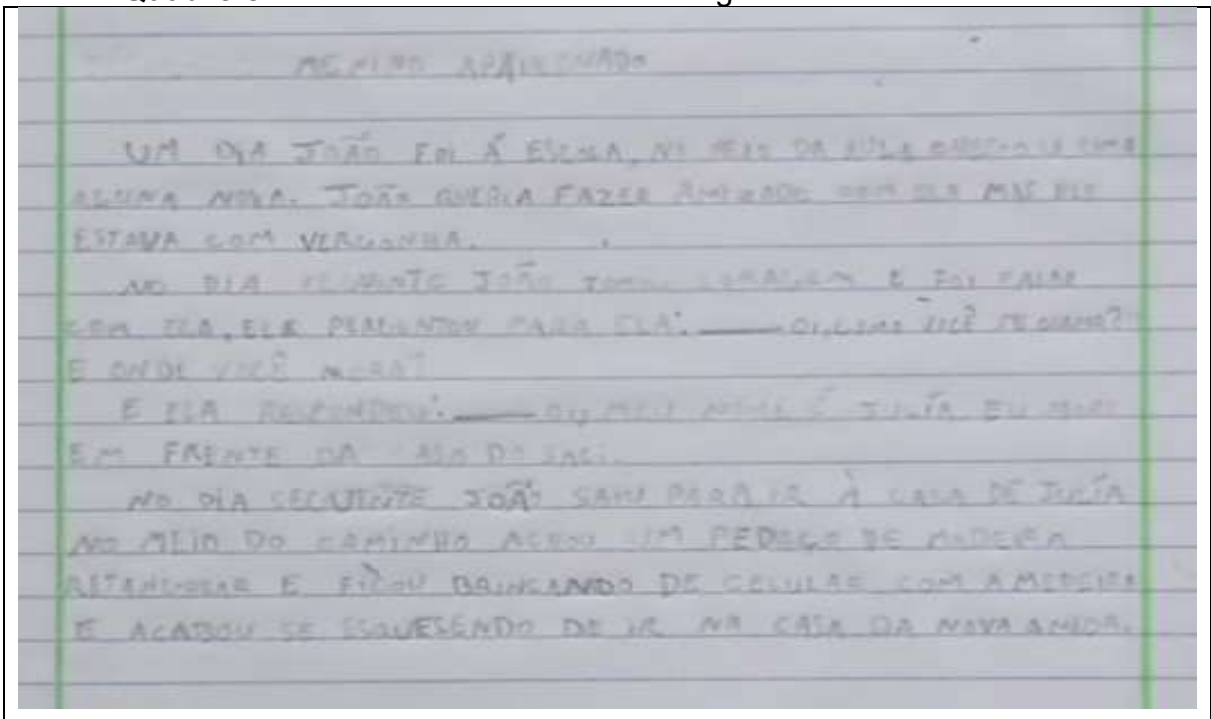 MENINO APAIXONADO
UM DIA JOÃO FOI Á ESCOLA, NO MEIO DA AULA UMA
ALUNA NOVA. JOÃO QUERIA FAZER AMIZADE COM ELA MAS ELE
ESTAVA COM VERGONHA.
NO DIA SEGUINTE JOÃO TOMOU CORAGEM E FOI FALAR
COM ELA, ELE PERGUNTOU PARA ELA: — OI, COMO VOCÊ SE CHAMA?
E ONDE VOCÊ MORA?
E ELA RESPONDEU: — OI, MEU NOME É JULÍA EU MORO
EM FRENTE DA CASA DO SACI.
NO DIA SEGUINTE JOÃO SAIU PARA IR À CASA DE JULÍA
NO MEIO DO CAMINHO ACHOU UM PEDAÇO DE MADEIRA
RETANGULAR E FICOU BRINCANDO DE CELULAR COM A MEDEIRA
E ACABOU SE ESQUESENDO DE IR NA CASA DA NOVA AMIGA.